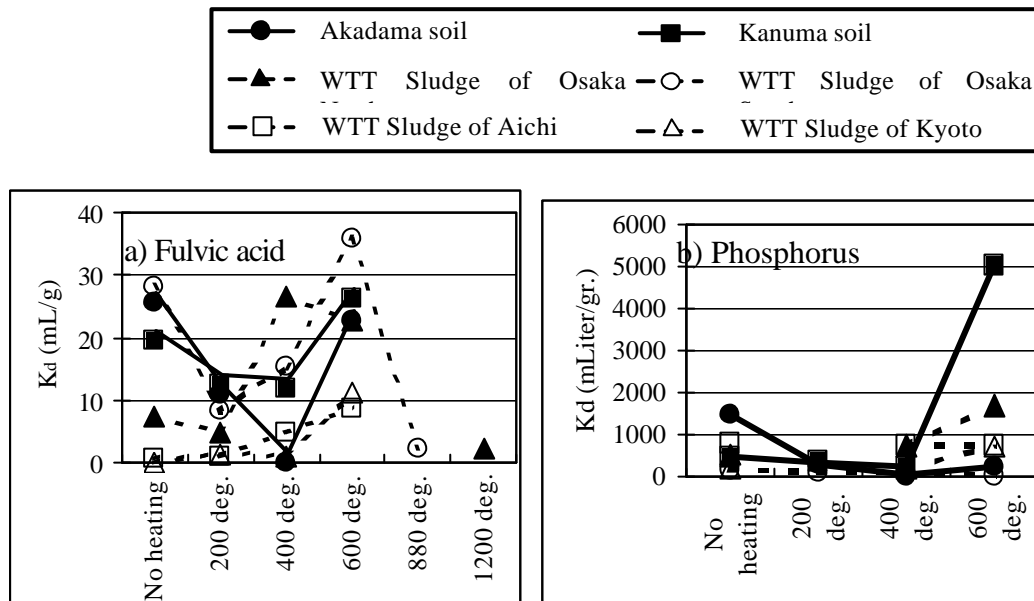 Akadama soil
Kanuma soil
WTT Sludge of Osaka
WTT Sludge of Osaka
WTT Sludge of Aichi
WTT Sludge of Kyoto
a) Fulvic acid
Kd (mL/g)
40
30
20
10
0
No heating
200 deg.
400 deg.
600 deg.
880 deg.
1200 deg.
b) Phosphorus
Kd (mLiter/gr.)
6000
5000
4000
3000
2000
1000
0
No
heating
200
deg.
400
deg.
600
deg.